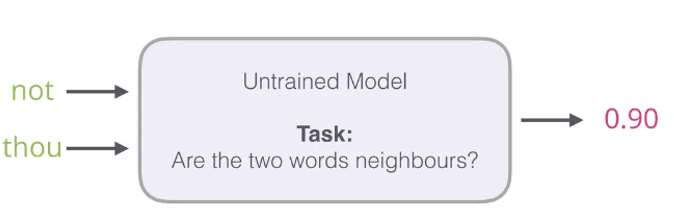 not
thou
Untrained Model
Task:
Are the two words neighbours?
0.90